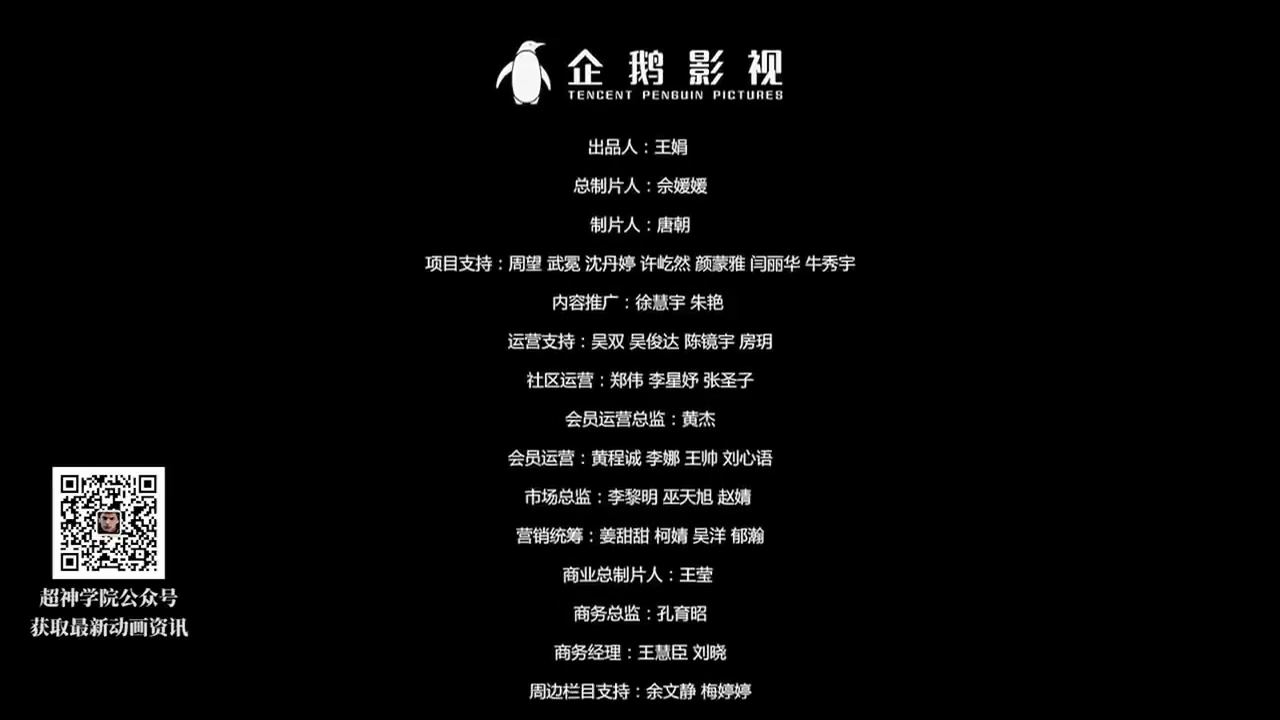 企鹅影视
TENCENT PENGUIN PICTURES
出品人：王娟
总制片人：佘媛媛
制片人：唐朝
项目支持：周望 武冕 沈丹婷 许屹然 颜蒙雅 闫丽华 牛秀宇
内容推广：徐慧宇 朱艳
运营支持：吴双 吴俊达 陈镜宇 房玥
社区运营：郑伟 李星妤 张圣子
会员运营总监：黄杰
会员运营：黄程诚 李娜 王帅 刘心语
市场总监：李黎明 巫天旭 赵婧
营销统筹：姜甜甜 柯婧 吴洋 郁瀚
商业总制片人：王莹
商务总监：孔育昭
商务经理：王慧臣 刘晓
周边栏目支持：余文静 梅婷婷
超神学院公众号
获取最新动画资讯